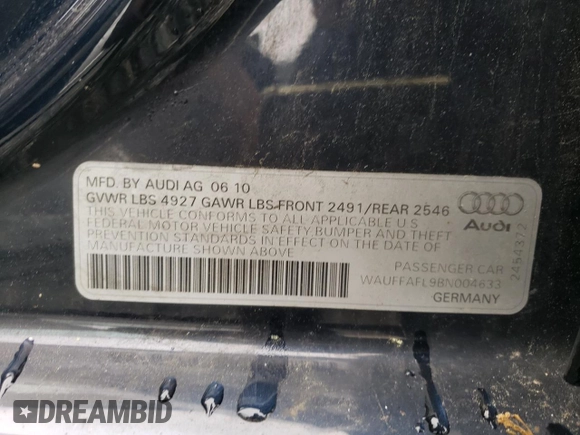 MFD. BY AUDI AG 06 10
GVWR LBS 4927 GAWR LBS FRONT 2491/REAR 2546
THIS VEHICLE CONFORMS TO ALL APPLICABLE U S
FEDERAL MOTOR VEHICLE SAFETY, BUMPER AND THEFT
PREVENTION STANDARDS IN EFFECT ON THE DATE OF
MANUFACTURE SHOWN ABOVE
Audi
PASSENGER CAR
WAUFFAFL9BN004633
GERMANY
2454372
DREAMBID